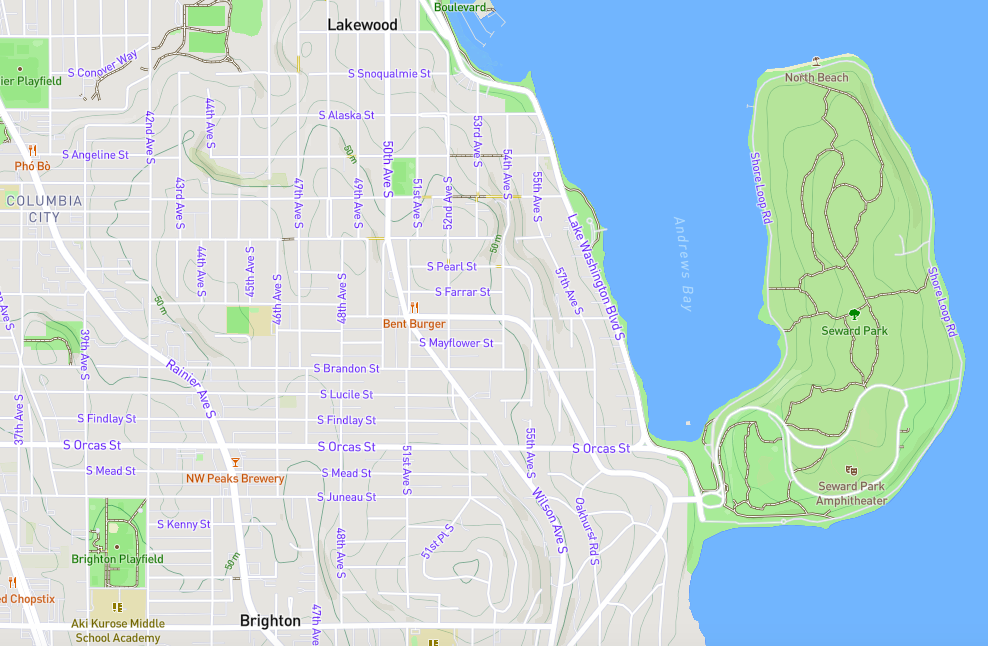 Boulevard
Lakewood
S Conover Way
S Snoqualmie St
ier Playfield
North Beach
44th Ave S
42nd Ave S
S Alaska St
53rd Ave S
50 m
50th Ave S
S Angeline St
Phó Bò
54th Ave S
Shore Loop Rd
43rd Ave S
47th Ave S
49th Ave S
51st Ave S
52nd Ave S
55th Ave S
COLUMBIA
CITY
Lake Washington Blvd S
Andrews Bay
50 m
44th Ave S
45th Ave S
S Pearl St
57th Ave S
Shore Loop Rd
46th Ave S
48th Ave S
S Farrar St
50 m
Bent Burger
Seward Park
39th Ave S
S Mayflower St
Rainier Ave S
S Brandon St
S Lucile St
37th Ave S
S Findlay St
S Findlay St
S Orcas St
S Orcas St
S Orcas St
55th Ave S
51st Ave S
S Mead St
S Mead St
NW Peaks Brewery
Seward Park
Amphitheater
S Juneau St
Wilson Ave S
Oakhurst Rd S
S Kenny St
51st Pl S
48th Ave S
Brighton Playfield
50 m
ed Chopstix
47th Ave
Brighton
Aki Kurose Middle
School Academy